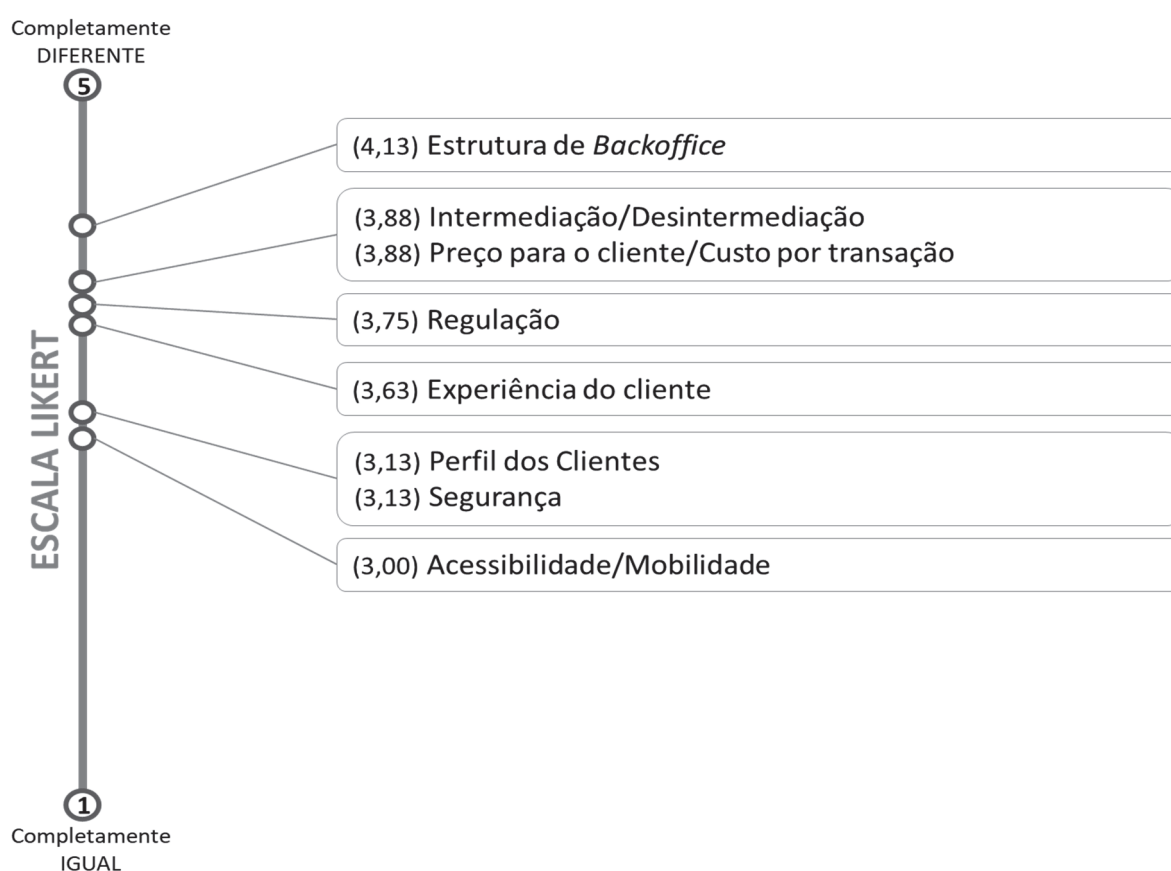 Completamente
DIFERENTE
5
(4,13) Estrutura de Backoffice
(3,88) Intermediação/Desintermediação
(3,88) Preço para o cliente/Custo por transação
(3,75) Regulação
(3,63) Experiência do cliente
(3,13) Perfil dos Clientes
(3,13) Segurança
(3,00) Acessibilidade/Mobilidade
ESCALA LIKERT
1
Completamente
IGUAL